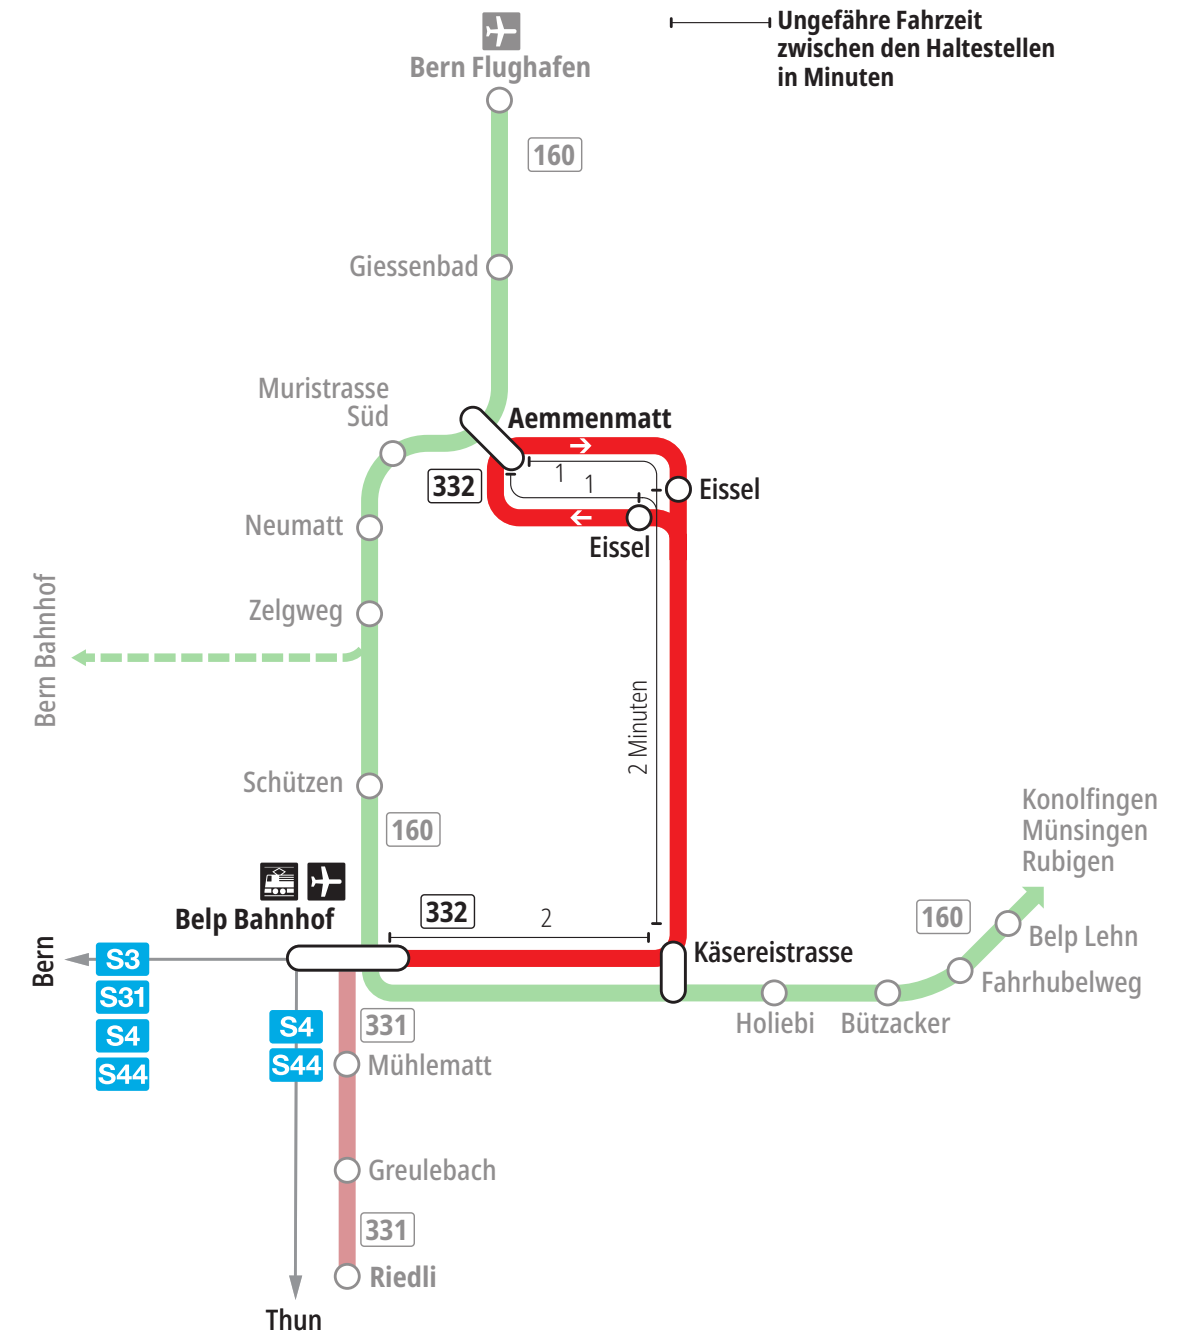 Ungefähre Fahrzeit
zwischen den Haltestellen
in Minuten
Bern Flughafen
160
Giessenbad
Muristrasse
Süd
Aemmenmatt
1
1
332
Eissel
Eissel
Neumatt
Zelgweg
Bern Bahnhof
2 Minuten
Schützen
160
Konolfingen
Münsingen
Rubigen
Belp Bahnhof
332
2
160
Belp Lehn
Käsereistrasse
Fahrhubelweg
Bern
S3
S31
S4
S44
S4
S44
331
Holiebi
Bützacker
Mühlematt
Greulebach
331
Riedli
Thun